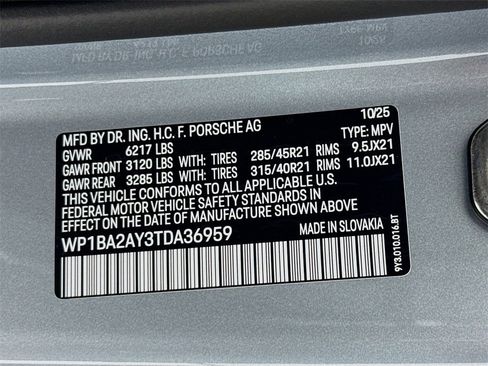 MFD BY DR. ING. H.C. F. PORSCHE AG 10/25
GVWR 6217 LBS TYPE: MPV
GAWR FRONT 3120 LBS WITH: TIRES 285/45R21 RIMS 9.5JX21
GAWR REAR 3285 LBS WITH: TIRES 315/40R21 RIMS 11.0JX21
THIS VEHICLE CONFORMS TO ALL APPLICABLE U.S.
FEDERAL MOTOR VEHICLE SAFETY STANDARDS IN
EFFECT ON THE DATE OF MANUFACTURE SHOWN ABOVE.
WP1BA2AY3TDA36959 MADE IN SLOVAKIA
9Y3.010.016.BT